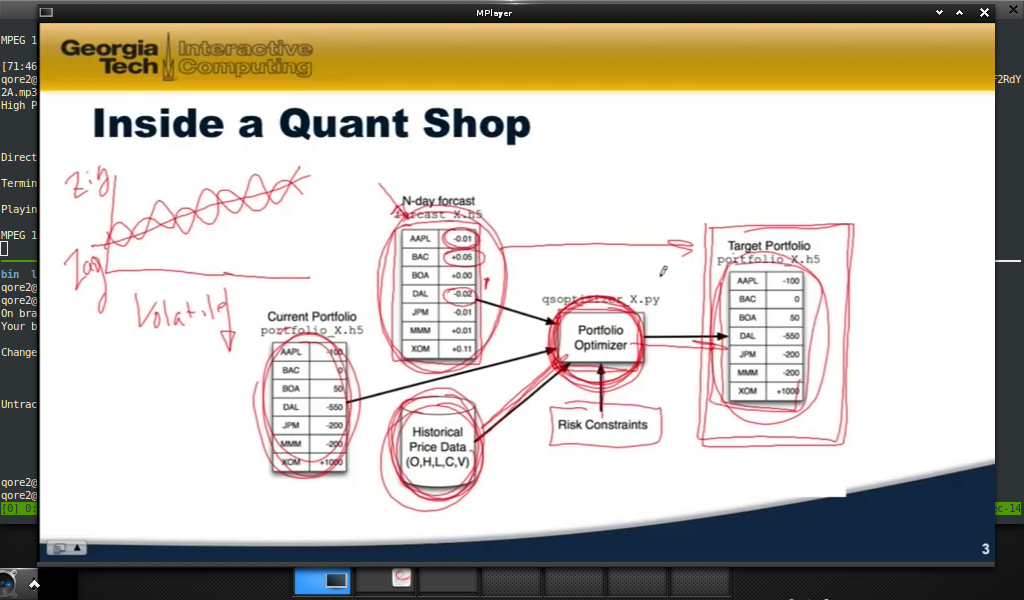 MPlayer
MPEG 1
[71:46
qore2@
2A.mp3
High P
F2RdY
Direct
Termin
Playin
MPEG 1
bin l
qore2@
qore2@
On bra
Your b
Change
Untrac
qore2@
qore2@
[0] 0:
ec-14
Georgia Tech
Interactive Computing
Inside a Quant Shop
zig
zag
Volatility
N-day forcast
forcast_X.h5
AAPL -0.01
BAC +0.05
BOA +0.00
DAL -0.02
JPM -0.01
MMM +0.01
XOM +0.11
Current Portfolio
portfolio_X.h5
AAPL -100
BAC 0
BOA 50
DAL -550
JPM -200
MMM -200
XOM +1000
Historical
Price Data
(O,H,L,C,V)
qsoptimizer_X.py
Portfolio
Optimizer
Risk Constraints
Target Portfolio
portfolio_X.h5
AAPL -100
BAC 0
BOA 50
DAL -550
JPM -200
MMM -200
XOM +1000
3